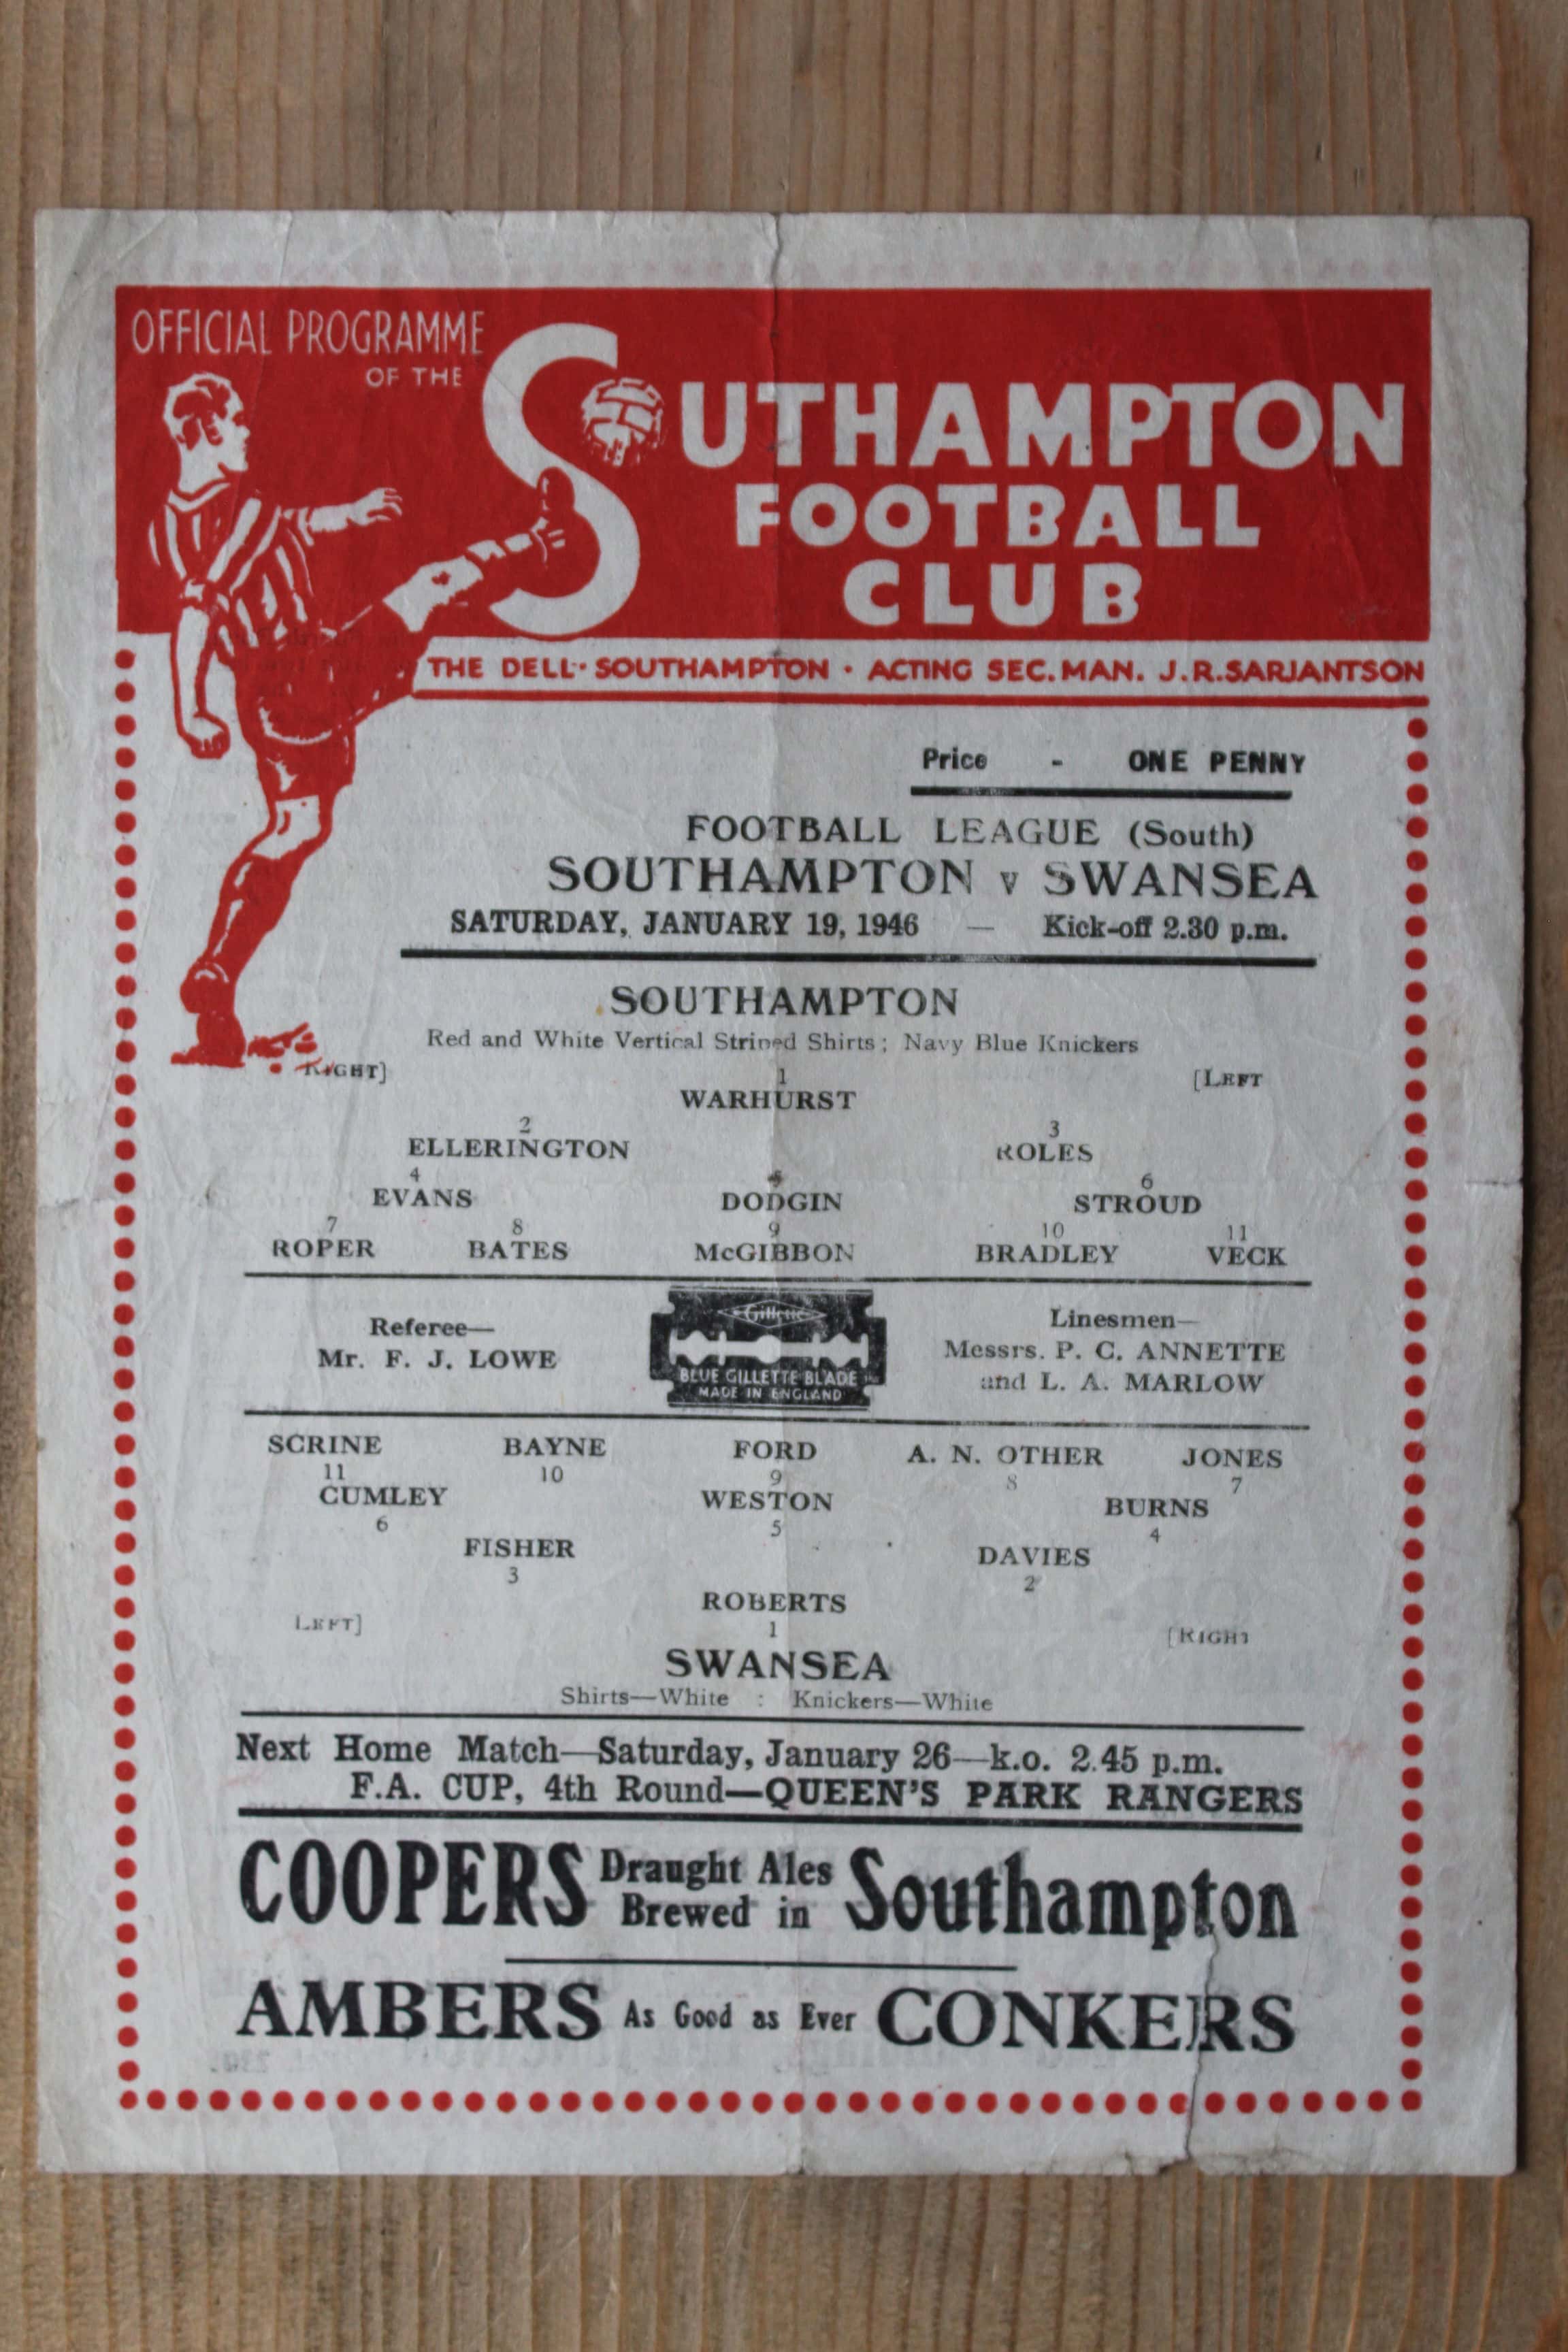 OFFICIAL PROGRAMME
OF THE
SOUTHAMPTON
FOOTBALL
CLUB
THE DELL · SOUTHAMPTON · ACTING SEC. MAN. J.R. SARJANTSON
Price - ONE PENNY
FOOTBALL LEAGUE (South)
SOUTHAMPTON v SWANSEA
SATURDAY, JANUARY 19, 1946 — Kick-off 2.30 p.m.
SOUTHAMPTON
Red and White Vertical Striped Shirts; Navy Blue Knickers
RIGHT] [LEFT
1
WARHURST
2 3
ELLERINGTON ROLES
4 5 6
EVANS DODGIN STROUD
7 8 9 10 11
ROPER BATES McGIBBON BRADLEY VECK
Referee—
Mr. F. J. LOWE
Gillette
BLUE GILLETTE BLADE
MADE IN ENGLAND
Linesmen—
Messrs. P. C. ANNETTE
and L. A. MARLOW
SCRINE BAYNE FORD A. N. OTHER JONES
11 10 9 8 7
CUMLEY WESTON BURNS
6 5 4
FISHER DAVIES
3 2
ROBERTS
LEFT] 1 [RIGHT
SWANSEA
Shirts—White : Knickers—White
Next Home Match—Saturday, January 26—k.o. 2.45 p.m.
F.A. CUP, 4th Round—QUEEN'S PARK RANGERS
COOPERS Draught Ales Brewed in Southampton
AMBERS As Good as Ever CONKERS